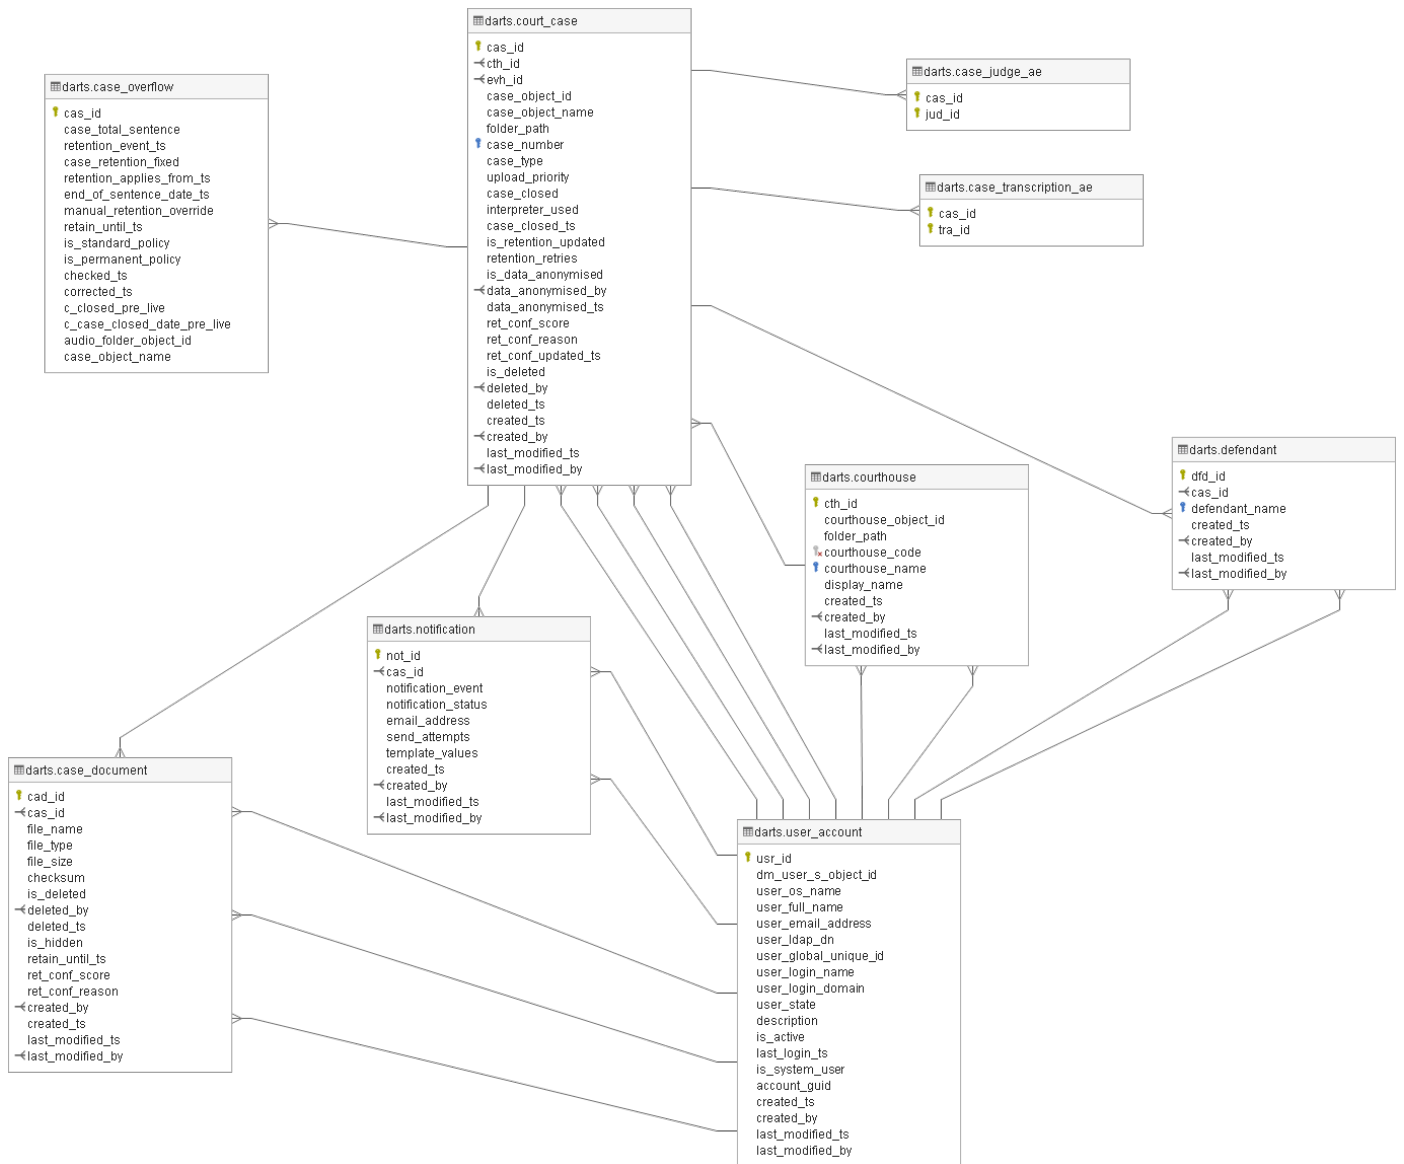 darts.court_case
cas_id
cth_id
evh_id
case_object_id
case_object_name
folder_path
case_number
case_type
upload_priority
case_closed
interpreter_used
case_closed_ts
is_retention_updated
retention_retries
is_data_anonymised
data_anonymised_by
data_anonymised_ts
ret_conf_score
ret_conf_reason
ret_conf_updated_ts
is_deleted
deleted_by
deleted_ts
created_ts
created_by
last_modified_ts
last_modified_by
darts.case_judge_ae
cas_id
jud_id
darts.case_overflow
cas_id
case_total_sentence
retention_event_ts
case_retention_fixed
retention_applies_from_ts
end_of_sentence_date_ts
manual_retention_override
retain_until_ts
is_standard_policy
is_permanent_policy
checked_ts
corrected_ts
c_closed_pre_live
c_case_closed_date_pre_live
audio_folder_object_id
case_object_name
darts.case_transcription_ae
cas_id
tra_id
darts.defendant
dfd_id
cas_id
defendant_name
created_ts
created_by
last_modified_ts
last_modified_by
darts.courthouse
cth_id
courthouse_object_id
folder_path
courthouse_code
courthouse_name
display_name
created_ts
created_by
last_modified_ts
last_modified_by
darts.notification
not_id
cas_id
notification_event
notification_status
email_address
send_attempts
template_values
created_ts
created_by
last_modified_ts
last_modified_by
darts.case_document
cad_id
cas_id
file_name
file_type
file_size
checksum
is_deleted
deleted_by
deleted_ts
is_hidden
retain_until_ts
ret_conf_score
ret_conf_reason
created_by
created_ts
last_modified_ts
last_modified_by
darts.user_account
usr_id
dm_user_s_object_id
user_os_name
user_full_name
user_email_address
user_ldap_dn
user_global_unique_id
user_login_name
user_login_domain
user_state
description
is_active
last_login_ts
is_system_user
account_guid
created_ts
created_by
last_modified_ts
last_modified_by